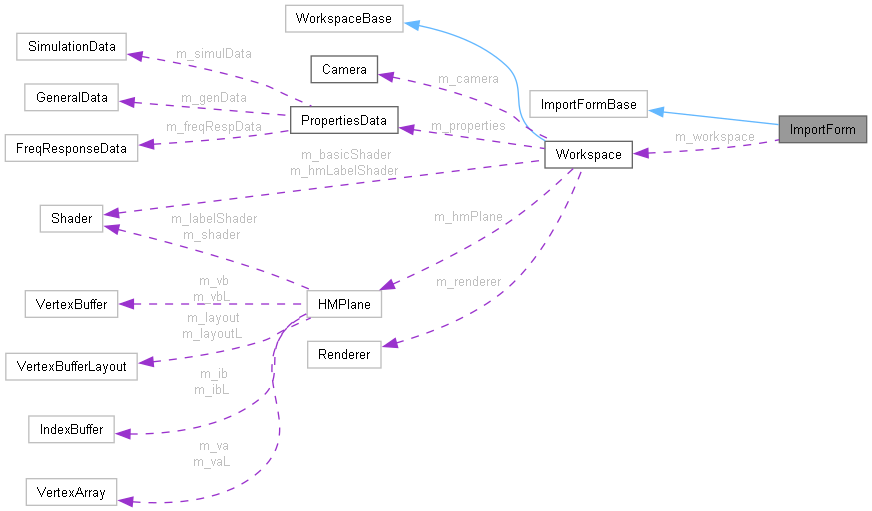 WorkspaceBase
SimulationData
m_simulData
Camera
m_camera
GeneralData
m_genData
ImportFormBase
PropertiesData
m_properties
m_freqRespData
ImportForm
m_workspace
FreqResponseData
m_basicShader
m_hmLabelShader
Workspace
Shader
m_labelShader
m_shader
m_hmPlane
m_vb
m_vbL
m_renderer
VertexBuffer
HMPlane
m_layout
m_layoutL
Renderer
VertexBufferLayout
m_ib
m_ibL
IndexBuffer
m_va
m_vaL
VertexArray